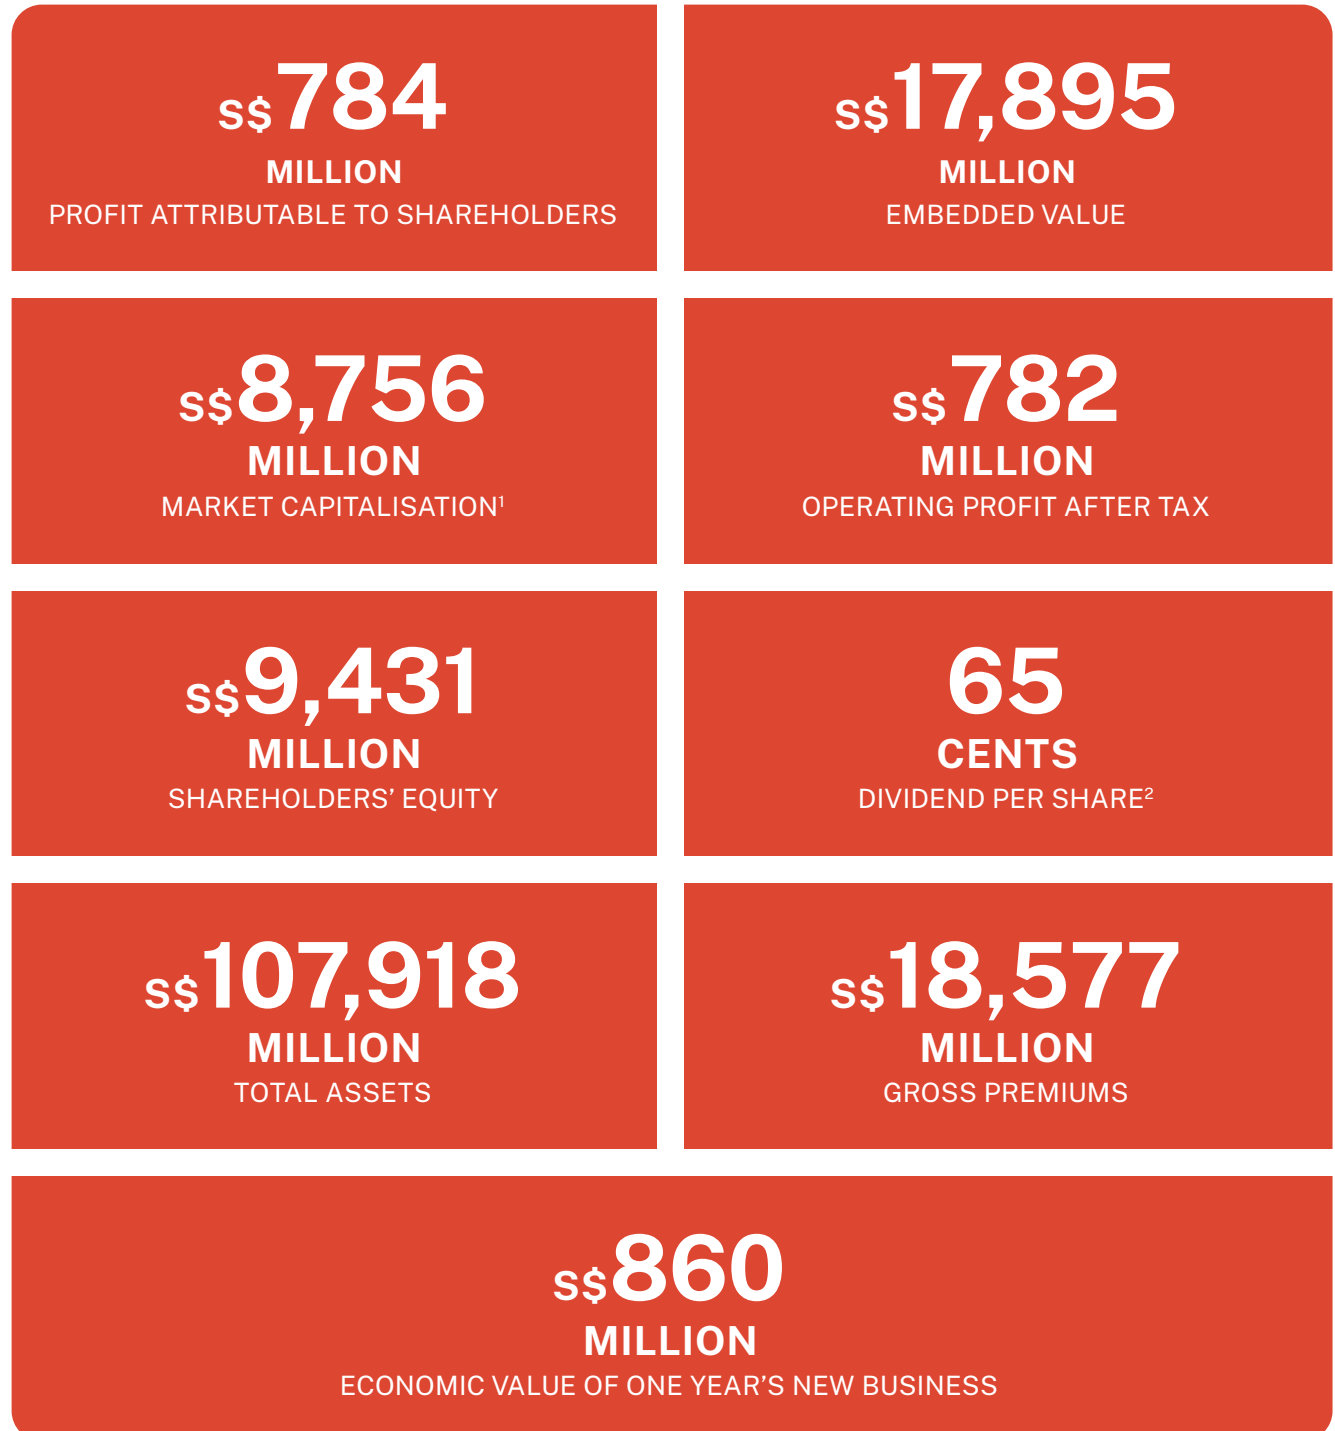 S$784
MILLION
PROFIT ATTRIBUTABLE TO SHAREHOLDERS
S$17,895
MILLION
EMBEDDED VALUE
S$8,756
MILLION
MARKET CAPITALISATION¹
S$782
MILLION
OPERATING PROFIT AFTER TAX
S$9,431
MILLION
SHAREHOLDERS’ EQUITY
65
CENTS
DIVIDEND PER SHARE²
S$107,918
MILLION
TOTAL ASSETS
S$18,577
MILLION
GROSS PREMIUMS
S$860
MILLION
ECONOMIC VALUE OF ONE YEAR’S NEW BUSINESS